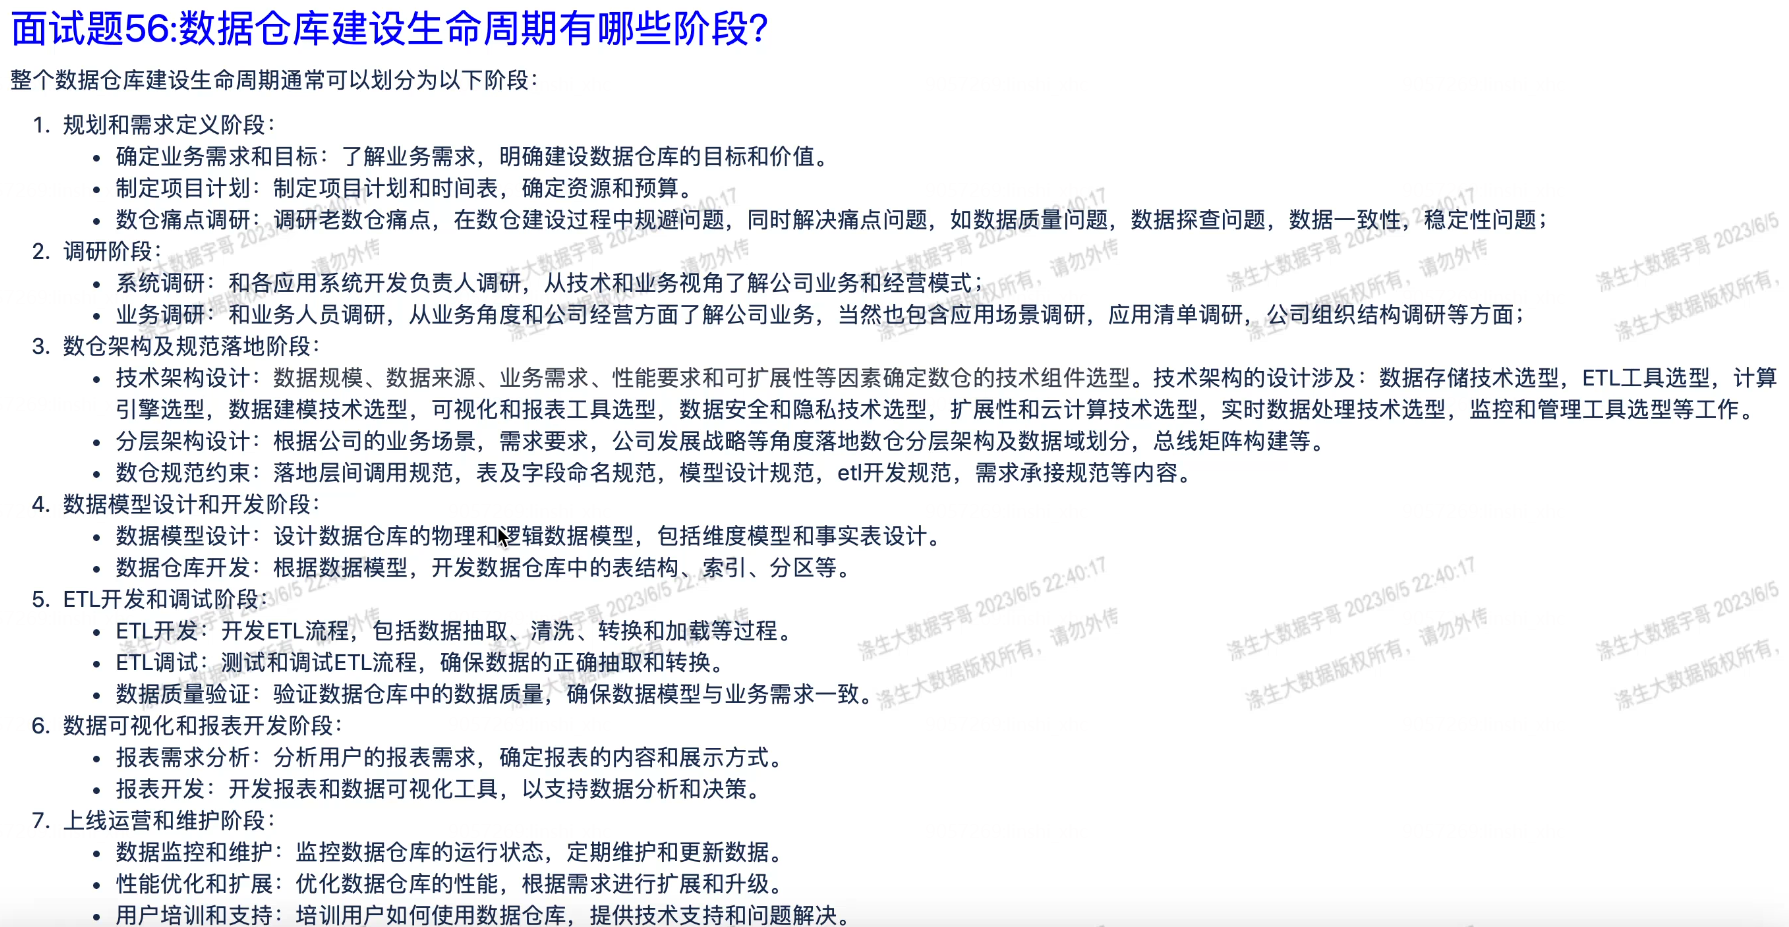 面试题56:数据仓库建设生命周期有哪些阶段?
整个数据仓库建设生命周期通常可以划分为以下阶段：
1. 规划和需求定义阶段：
• 确定业务需求和目标：了解业务需求，明确建设数据仓库的目标和价值。
• 制定项目计划：制定项目计划和时间表，确定资源和预算。
• 数仓痛点调研：调研老数仓痛点，在数仓建设过程中规避问题，同时解决痛点问题，如数据质量问题，数据探查问题，数据一致性，稳定性问题；
2. 调研阶段：
• 系统调研：和各应用系统开发负责人调研，从技术和业务视角了解公司业务和经营模式；
• 业务调研：和业务人员调研，从业务角度和公司经营方面了解公司业务，当然也包含应用场景调研，应用清单调研，公司组织结构调研等方面；
3. 数仓架构及规范落地阶段：
• 技术架构设计：数据规模、数据来源、业务需求、性能要求和可扩展性等因素确定数仓的技术组件选型。技术架构的设计涉及：数据存储技术选型，ETL工具选型，计算
引擎选型，数据建模技术选型，可视化和报表工具选型，数据安全和隐私技术选型，扩展性和云计算技术选型，实时数据处理技术选型，监控和管理工具选型等工作。
• 分层架构设计：根据公司的业务场景，需求要求，公司发展战略等角度落地数仓分层架构及数据域划分，总线矩阵构建等。
• 数仓规范约束：落地层间调用规范，表及字段命名规范，模型设计规范，etl开发规范，需求承接规范等内容。
4. 数据模型设计和开发阶段：
• 数据模型设计：设计数据仓库的物理和逻辑数据模型，包括维度模型和事实表设计。
• 数据仓库开发：根据数据模型，开发数据仓库中的表结构、索引、分区等。
5. ETL开发和调试阶段：
• ETL开发：开发ETL流程，包括数据抽取、清洗、转换和加载等过程。
• ETL调试：测试和调试ETL流程，确保数据的正确抽取和转换。
• 数据质量验证：验证数据仓库中的数据质量，确保数据模型与业务需求一致。
6. 数据可视化和报表开发阶段：
• 报表需求分析：分析用户的报表需求，确定报表的内容和展示方式。
• 报表开发：开发报表和数据可视化工具，以支持数据分析和决策。
7. 上线运营和维护阶段：
• 数据监控和维护：监控数据仓库的运行状态，定期维护和更新数据。
• 性能优化和扩展：优化数据仓库的性能，根据需求进行扩展和升级。
• 用户培训和支持：培训用户如何使用数据仓库，提供技术支持和问题解决。
涤生大数据宇哥 2023/6/5 22:40:17
涤生大数据版权所有，请勿外传